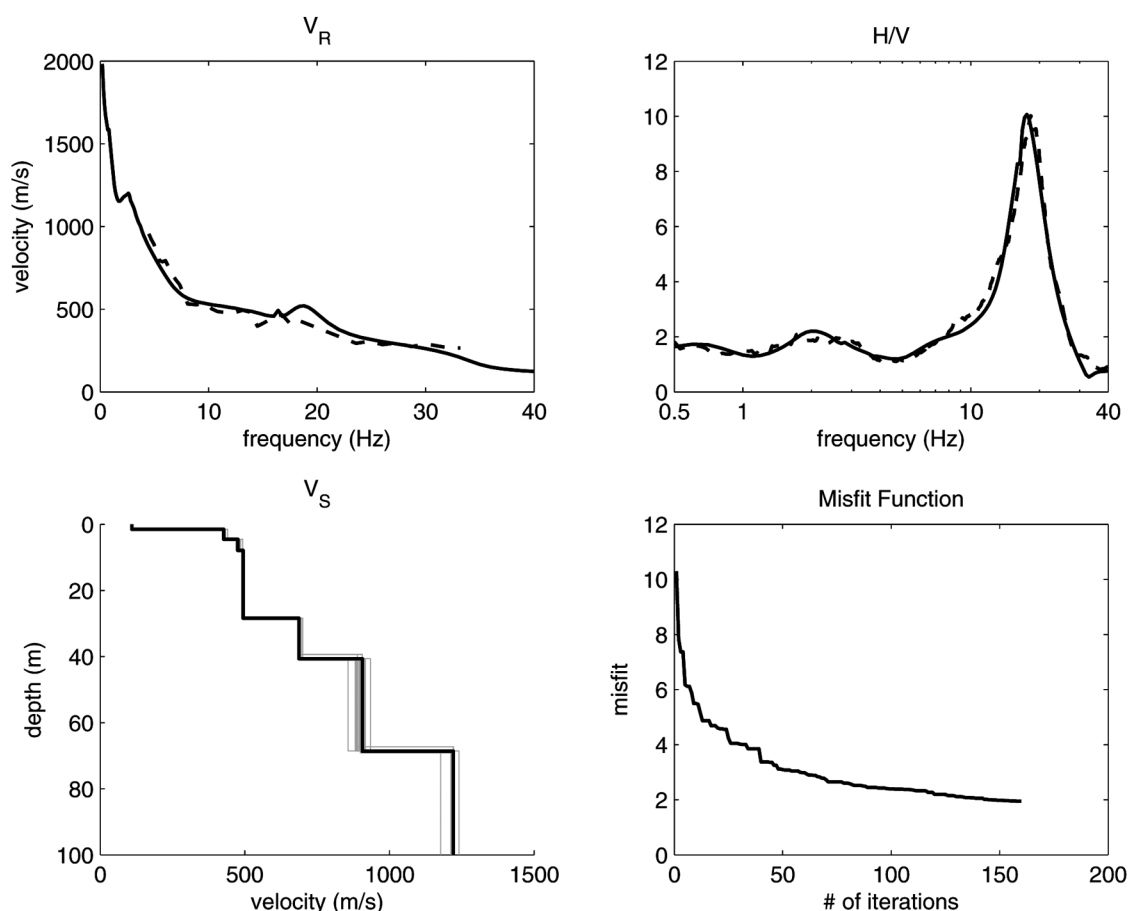 V_R
2000
1500
1000
500
0
velocity (m/s)
0 10 20 30 40
frequency (Hz)
H/V
12
10
8
6
4
2
0
0.5 1 10 40
frequency (Hz)
V_S
0
20
40
60
80
100
depth (m)
0 500 1000 1500
velocity (m/s)
Misfit Function
12
10
8
6
4
2
0
misfit
0 50 100 150 200
# of iterations